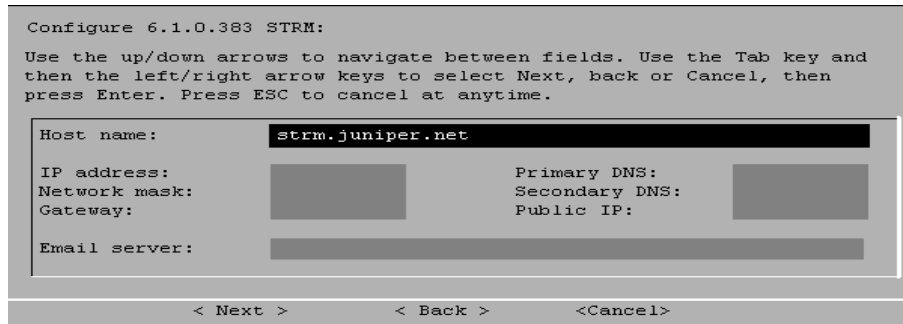 Configure 6.1.0.383 STRM:
Use the up/down arrows to navigate between fields. Use the Tab key and
then the left/right arrow keys to select Next, back or Cancel, then
press Enter. Press ESC to cancel at anytime.
Host name: strm.juniper.net
IP address: Primary DNS:
Network mask: Secondary DNS:
Gateway: Public IP:
Email server:
< Next > < Back > <Cancel>